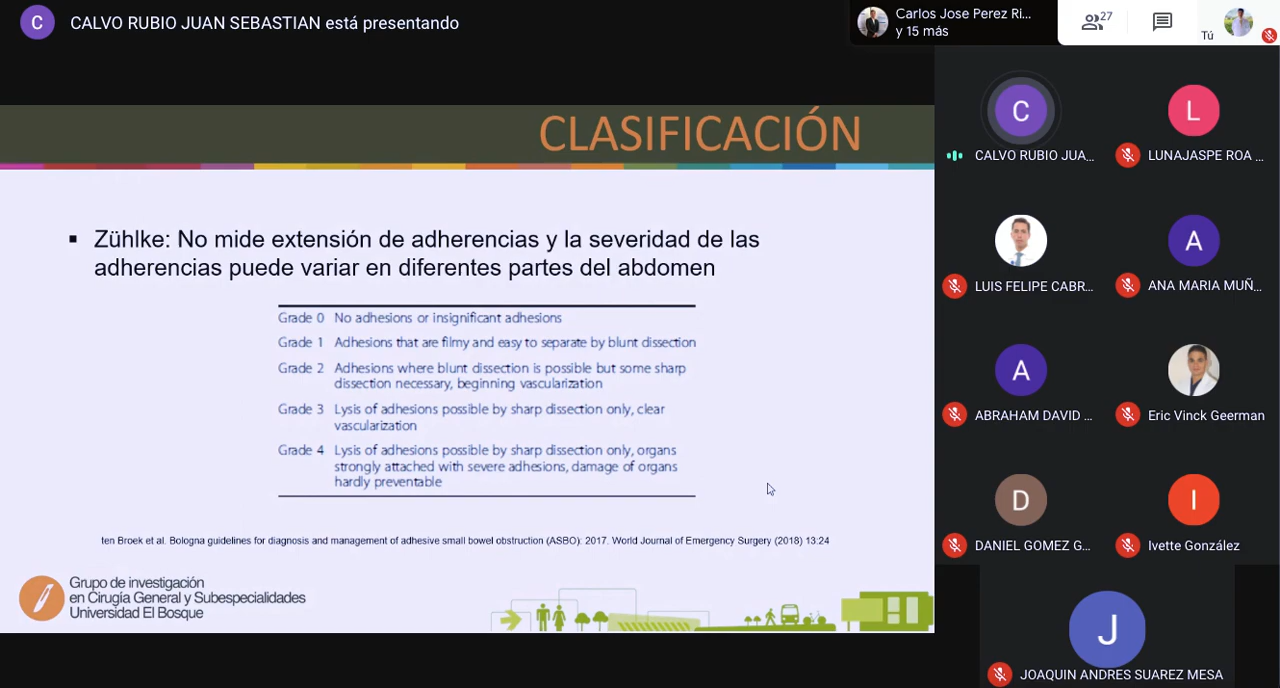 C CALVO RUBIO JUAN SEBASTIAN está presentando
Carlos Jose Perez Ri...
y 15 más
27
Tú
CLASIFICACIÓN
▪ Zühlke: No mide extensión de adherencias y la severidad de las
adherencias puede variar en diferentes partes del abdomen
Grade 0 No adhesions or insignificant adhesions
Grade 1 Adhesions that are filmy and easy to separate by blunt dissection
Grade 2 Adhesions where blunt dissection is possible but some sharp
dissection necessary, beginning vascularization
Grade 3 Lysis of adhesions possible by sharp dissection only, clear
vascularization
Grade 4 Lysis of adhesions possible by sharp dissection only, organs
strongly attached with severe adhesions, damage of organs
hardly preventable
ten Broek et al. Bologna guidelines for diagnosis and management of adhesive small bowel obstruction (ASBO): 2017. World Journal of Emergency Surgery (2018) 13:24
Grupo de investigación
en Cirugía General y Subespecialidades
Universidad El Bosque
C
CALVO RUBIO JUA...
L
LUNAJASPE ROA ...
LUIS FELIPE CABR...
A
ANA MARIA MUÑ...
A
ABRAHAM DAVID ...
Eric Vinck Geerman
D
DANIEL GOMEZ G...
I
Ivette González
J
JOAQUIN ANDRES SUAREZ MESA